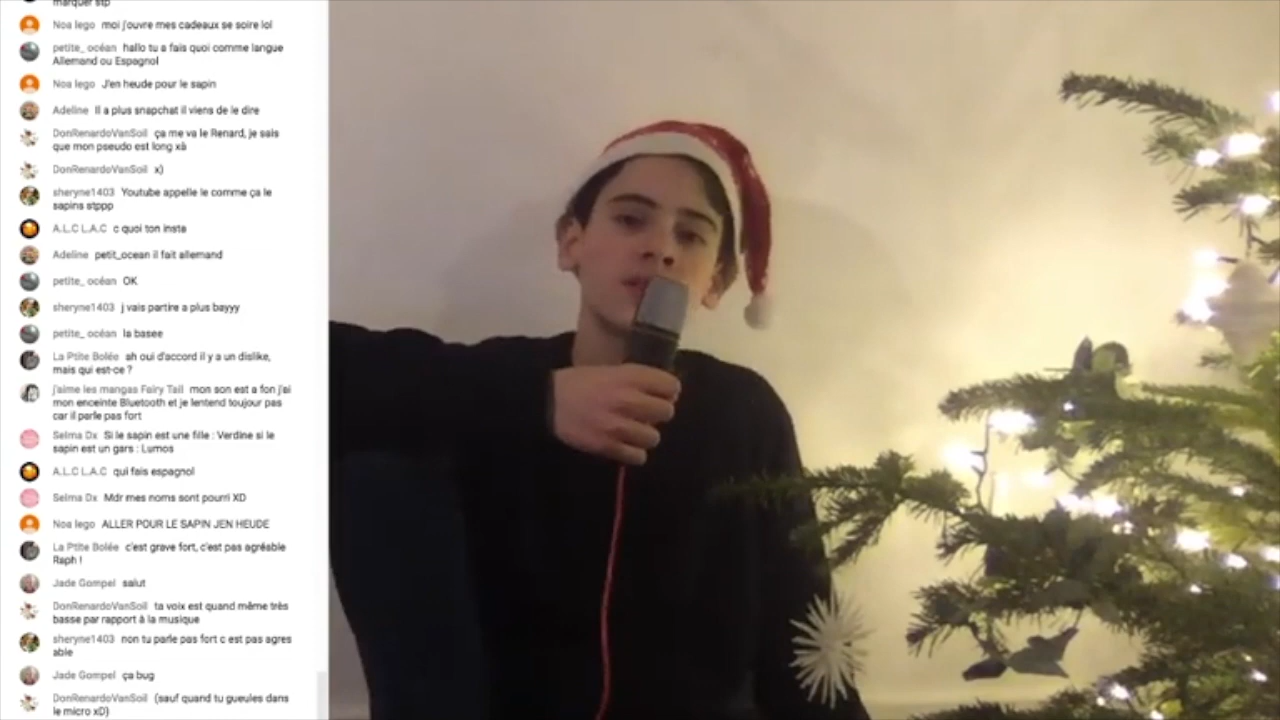 marquer stp
Noa lego moi j'ouvre mes cadeaux se soire lol
petite_ océan hallo tu a fais quoi comme langue
Allemand ou Espagnol
Noa lego J'en heude pour le sapin
Adeline Il a plus snapchat il viens de le dire
DonRenardoVanSoil ça me va le Renard, je sais
que mon pseudo est long xà
DonRenardoVanSoil x)
sheryne1403 Youtube appelle le comme ça le
sapins stppp
A.L.C L.A.C c quoi ton insta
Adeline petit_ocean il fait allemand
petite_ océan OK
sheryne1403 j vais partire a plus bayyy
petite_ océan la basee
La Ptite Bolée ah oui d'accord il y a un dislike,
mais qui est-ce ?
j'aime les mangas Fairy Tail mon son est a fon j'ai
mon enceinte Bluetooth et je lentend toujour pas
car il parle pas fort
Selma Dx Si le sapin est une fille : Verdine si le
sapin est un gars : Lumos
A.L.C L.A.C qui fais espagnol
Selma Dx Mdr mes noms sont pourri XD
Noa lego ALLER POUR LE SAPIN JEN HEUDE
La Ptite Bolée c'est grave fort, c'est pas agréable
Raph !
Jade Gompel salut
DonRenardoVanSoil ta voix est quand même très
basse par rapport à la musique
sheryne1403 non tu parle pas fort c est pas agres
able
Jade Gompel ça bug
DonRenardoVanSoil (sauf quand tu gueules dans
le micro xD)